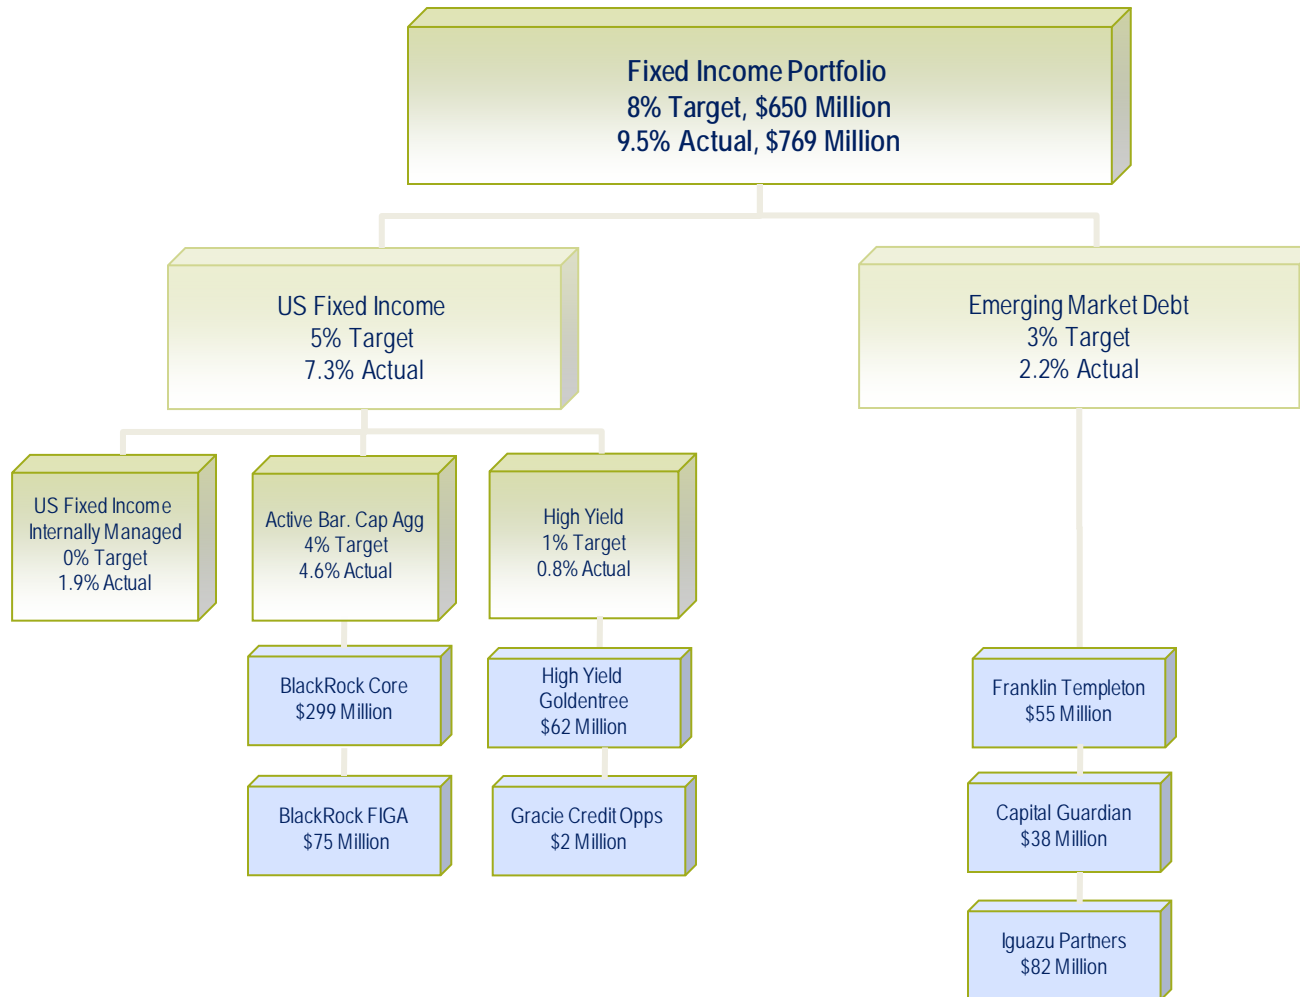 Fixed Income Portfolio
8% Target, $650 Million
9.5% Actual, $769 Million
US Fixed Income
5% Target
7.3% Actual
Emerging Market Debt
3% Target
2.2% Actual
US Fixed Income
Internally Managed
0% Target
1.9% Actual
Active Bar. Cap Agg
4% Target
4.6% Actual
High Yield
1% Target
0.8% Actual
BlackRock Core
$299 Million
High Yield
Goldentree
$62 Million
Franklin Templeton
$55 Million
BlackRock FIGA
$75 Million
Gracie Credit Opps
$2 Million
Capital Guardian
$38 Million
Iguazu Partners
$82 Million